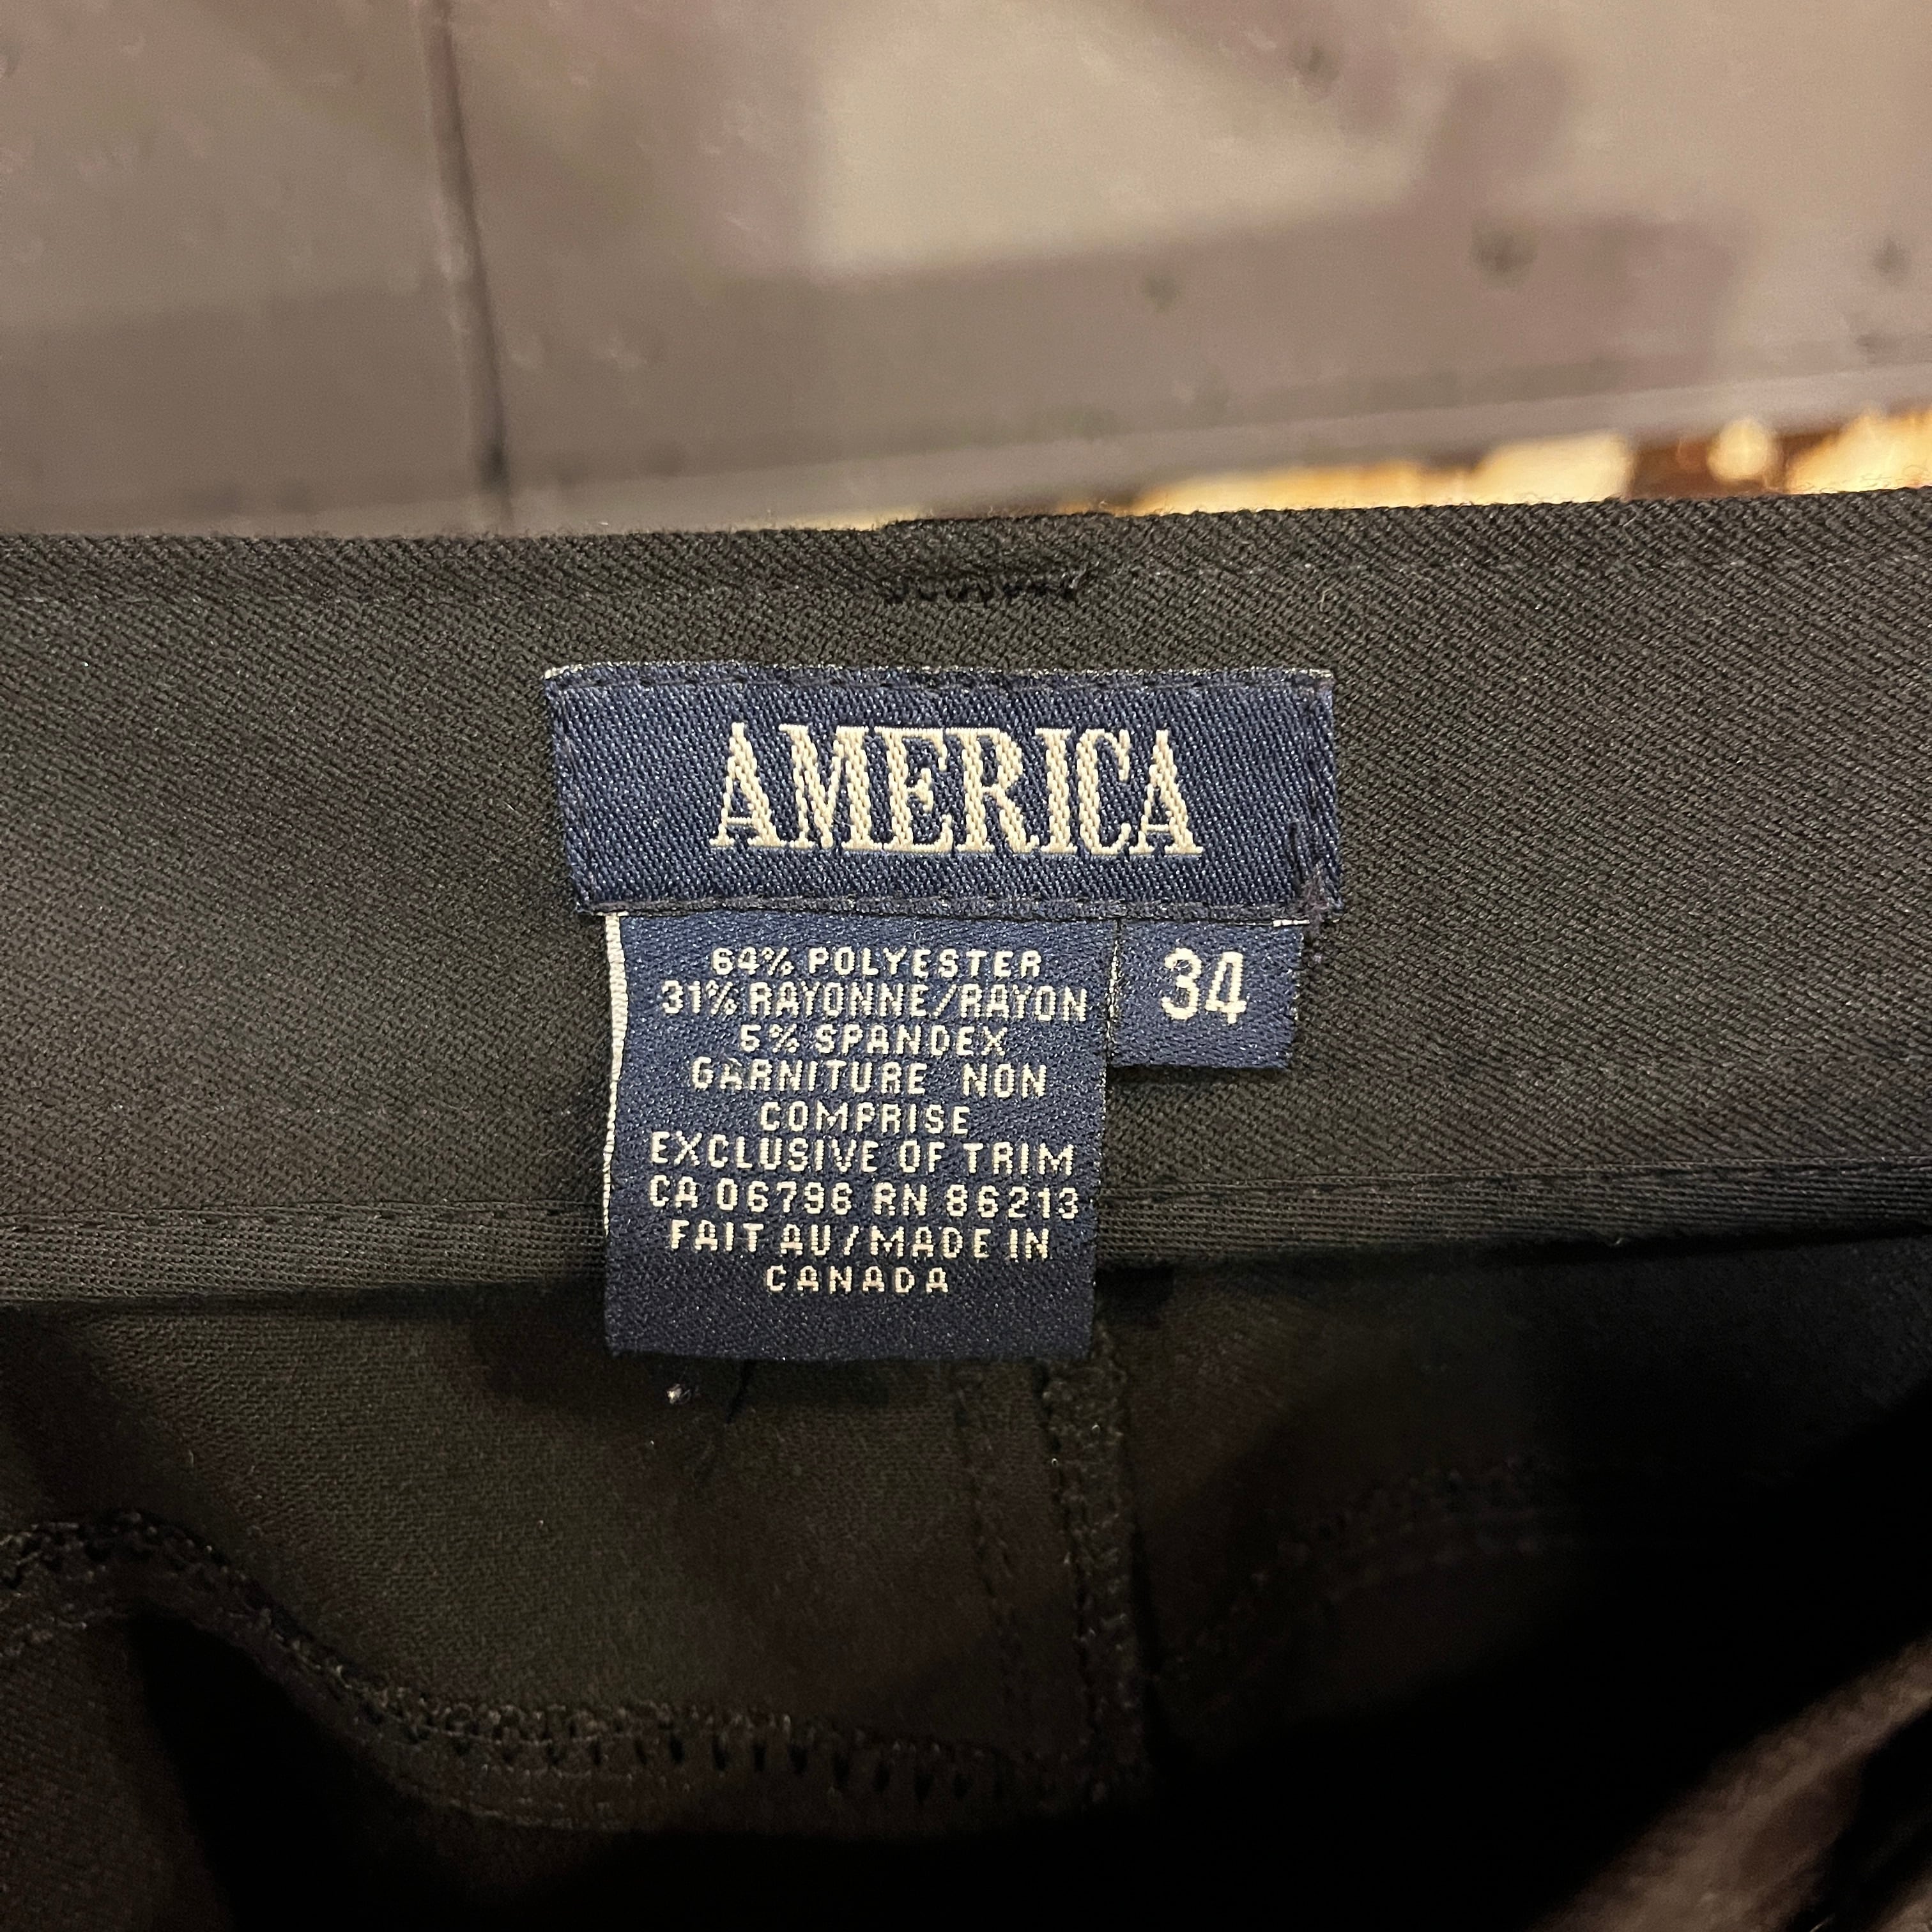 AMERICA
64% POLYESTER
31% RAYONNE/RAYON
5% SPANDEX
GARNITURE NON
COMPRISE
EXCLUSIVE OF TRIM
CA 06796 RN 86213
FAIT AU/MADE IN
CANADA
34